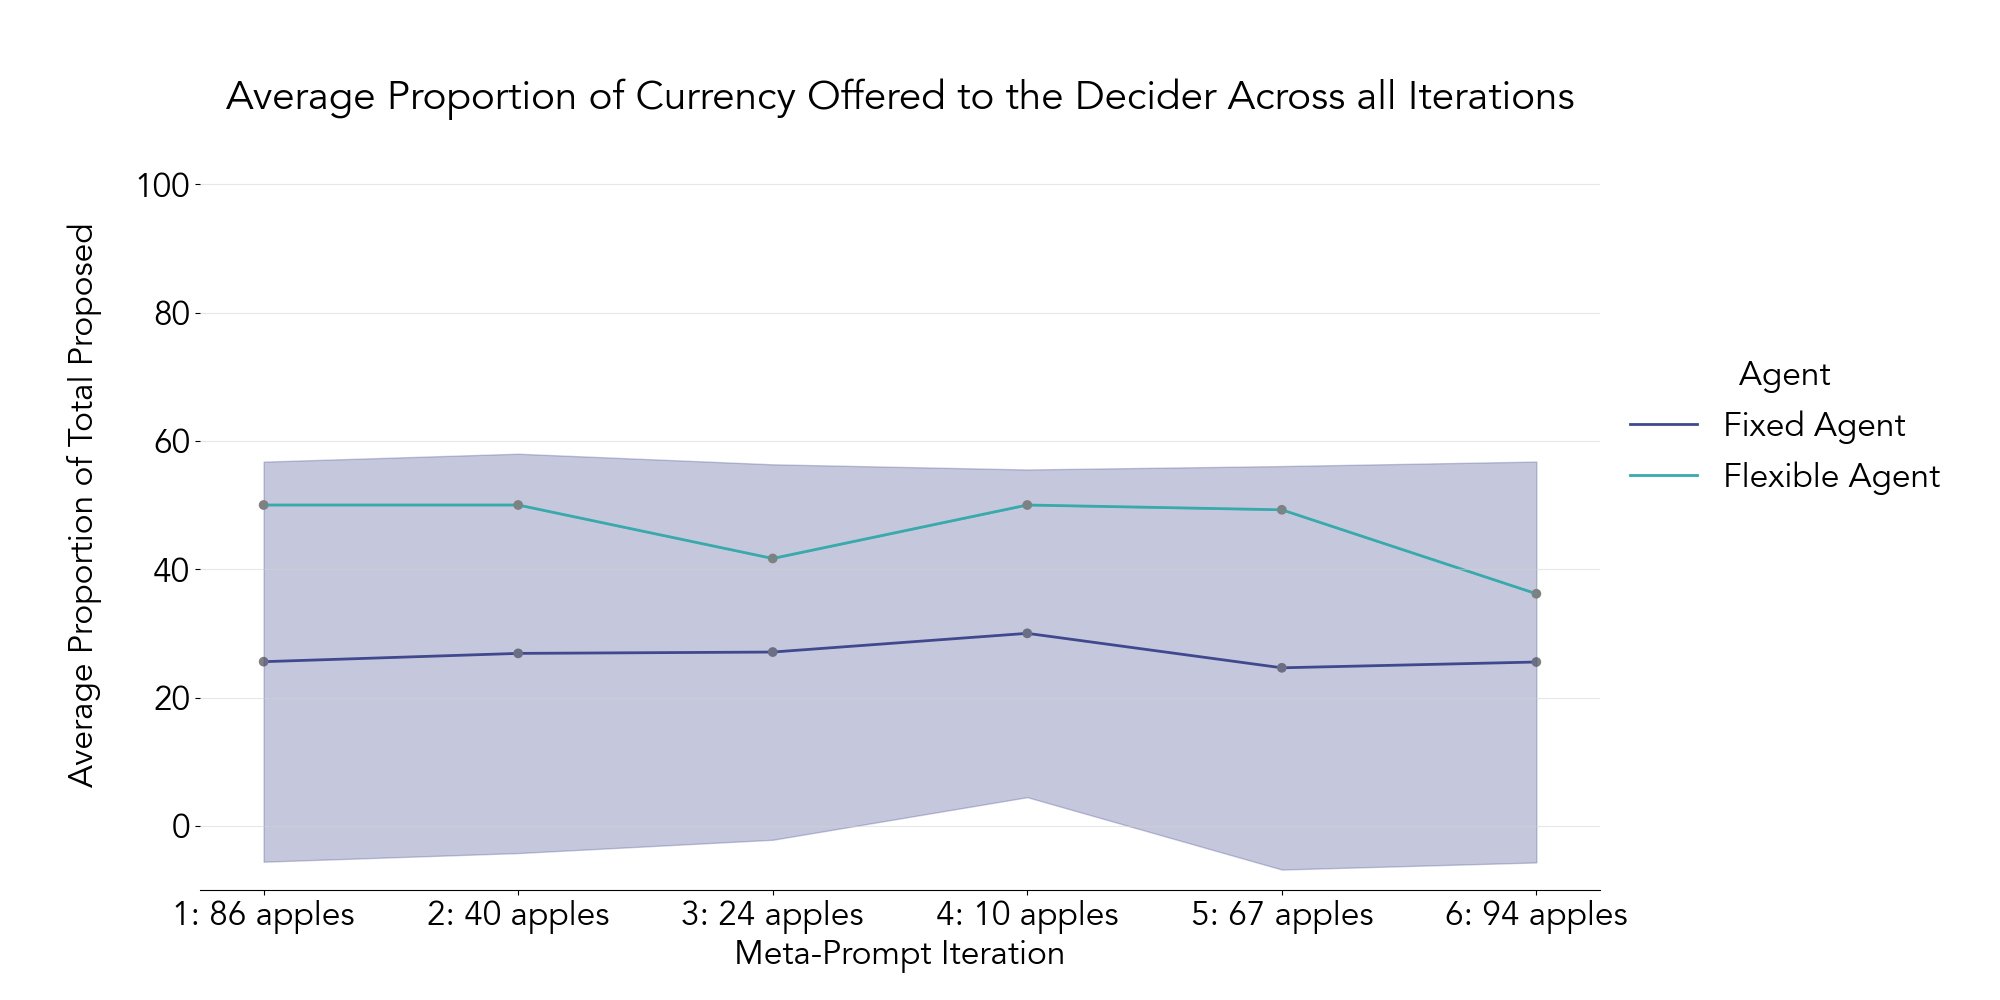 Average Proportion of Currency Offered to the Decider Across all Iterations
Average Proportion of Total Proposed
100
80
60
40
20
0
1: 86 apples
2: 40 apples
3: 24 apples
4: 10 apples
5: 67 apples
6: 94 apples
Meta-Prompt Iteration
Agent
Fixed Agent
Flexible Agent